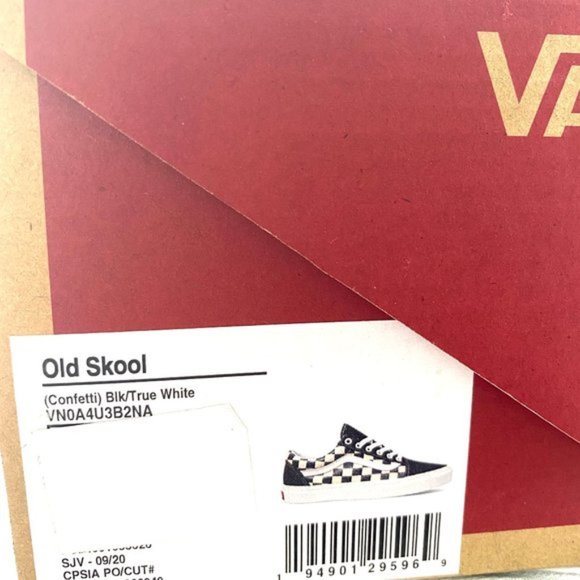 VA
Old Skool
(Confetti) Blk/True White
VN0A4U3B2NA
SJV - 09/20
CPSIA PO/CUT#
1 94901 29596 9